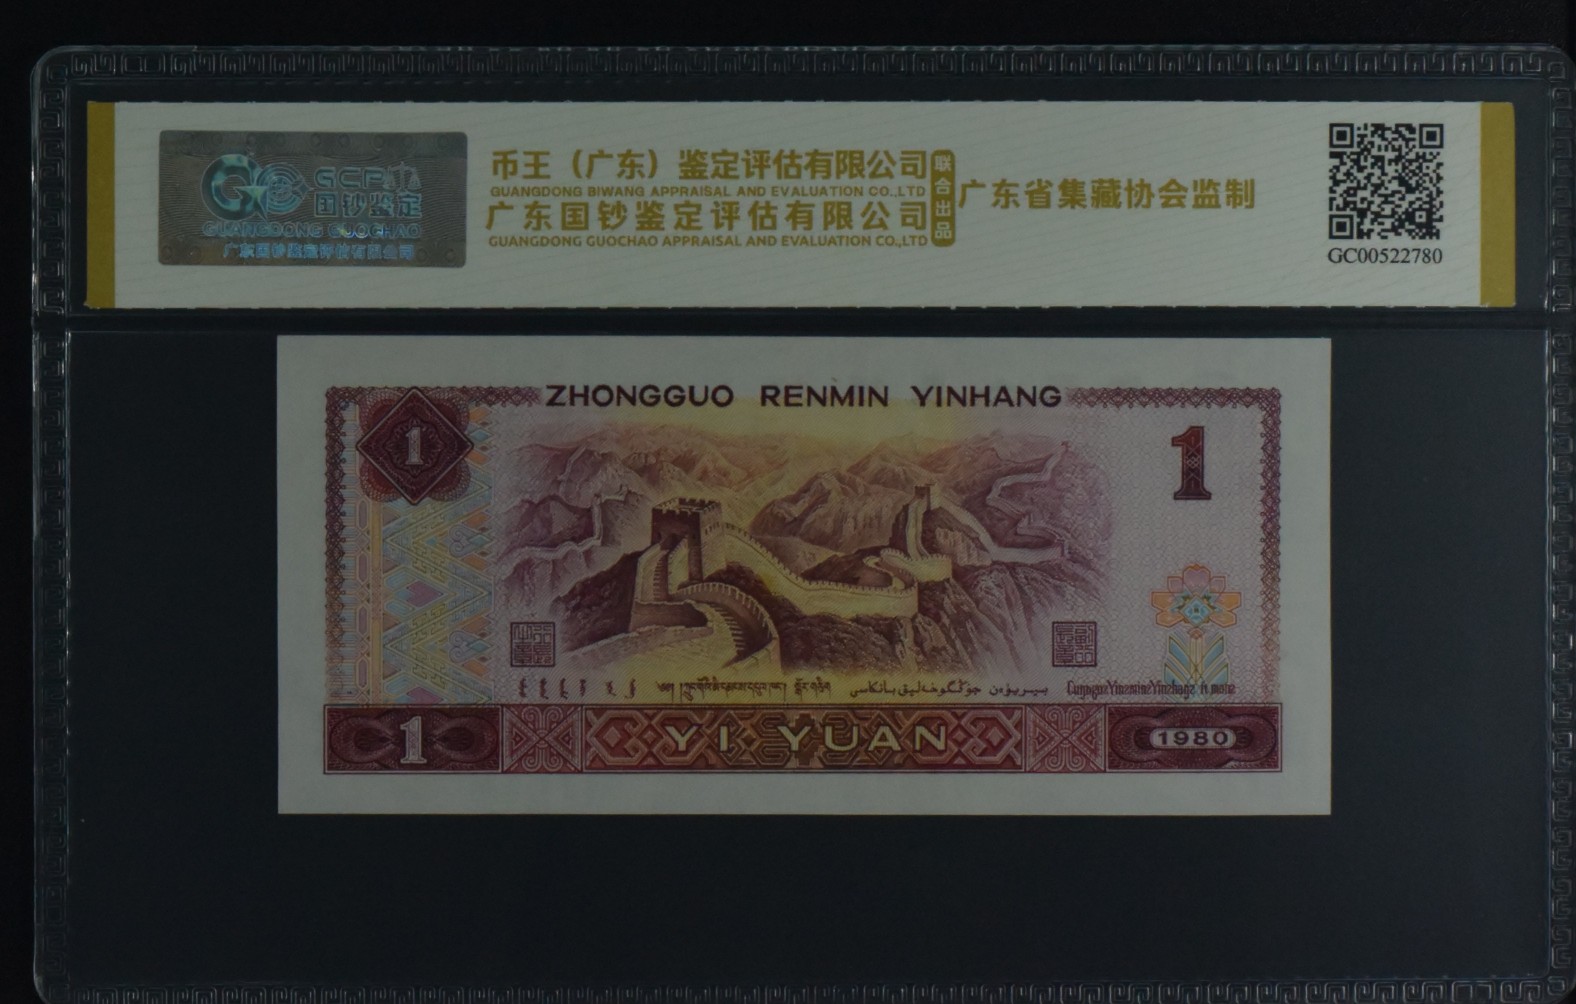 GCP
国钞鉴定
GUANGDONG GUOCHAO
广东国钞鉴定评估有限公司
币王（广东）鉴定评估有限公司
GUANGDONG BIWANG APPRAISAL AND EVALUATION CO.,LTD
广东国钞鉴定评估有限公司
GUANGDONG GUOCHAO APPRAISAL AND EVALUATION CO.,LTD
联合出品
广东省集藏协会监制
GC00522780
ZHONGGUO RENMIN YINHANG
1
1
1
YI YUAN
1980